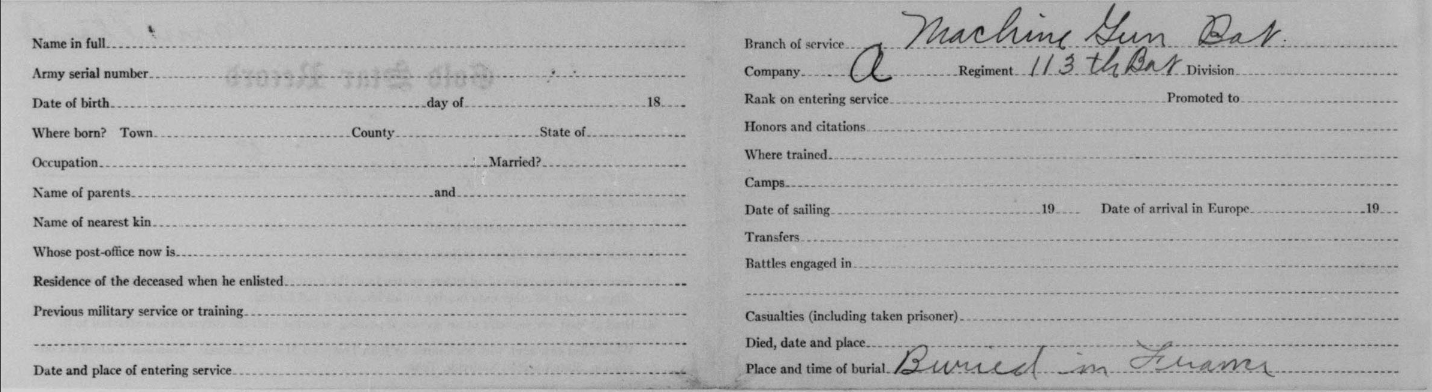 Name in full
Army serial number
Date of birth day of 18
Where born? Town County State of
Occupation Married?
Name of parents and
Name of nearest kin
Whose post-office now is
Residence of the deceased when he enlisted
Previous military service or training
Date and place of entering service
Branch of service Machine Gun Bat.
Company A Regiment 113th Bat Division
Rank on entering service Promoted to
Honors and citations
Where trained
Camps
Date of sailing 19 Date of arrival in Europe 19
Transfers
Battles engaged in
Casualties (including taken prisoner)
Died, date and place
Place and time of burial Buried in France